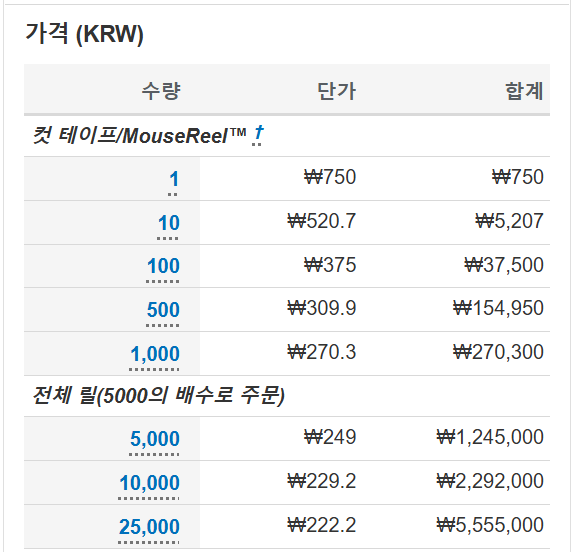 가격 (KRW)
수량 단가 합계
컷 테이프/MouseReel™ †
1 ₩750 ₩750
10 ₩520.7 ₩5,207
100 ₩375 ₩37,500
500 ₩309.9 ₩154,950
1,000 ₩270.3 ₩270,300
전체 릴(5000의 배수로 주문)
5,000 ₩249 ₩1,245,000
10,000 ₩229.2 ₩2,292,000
25,000 ₩222.2 ₩5,555,000